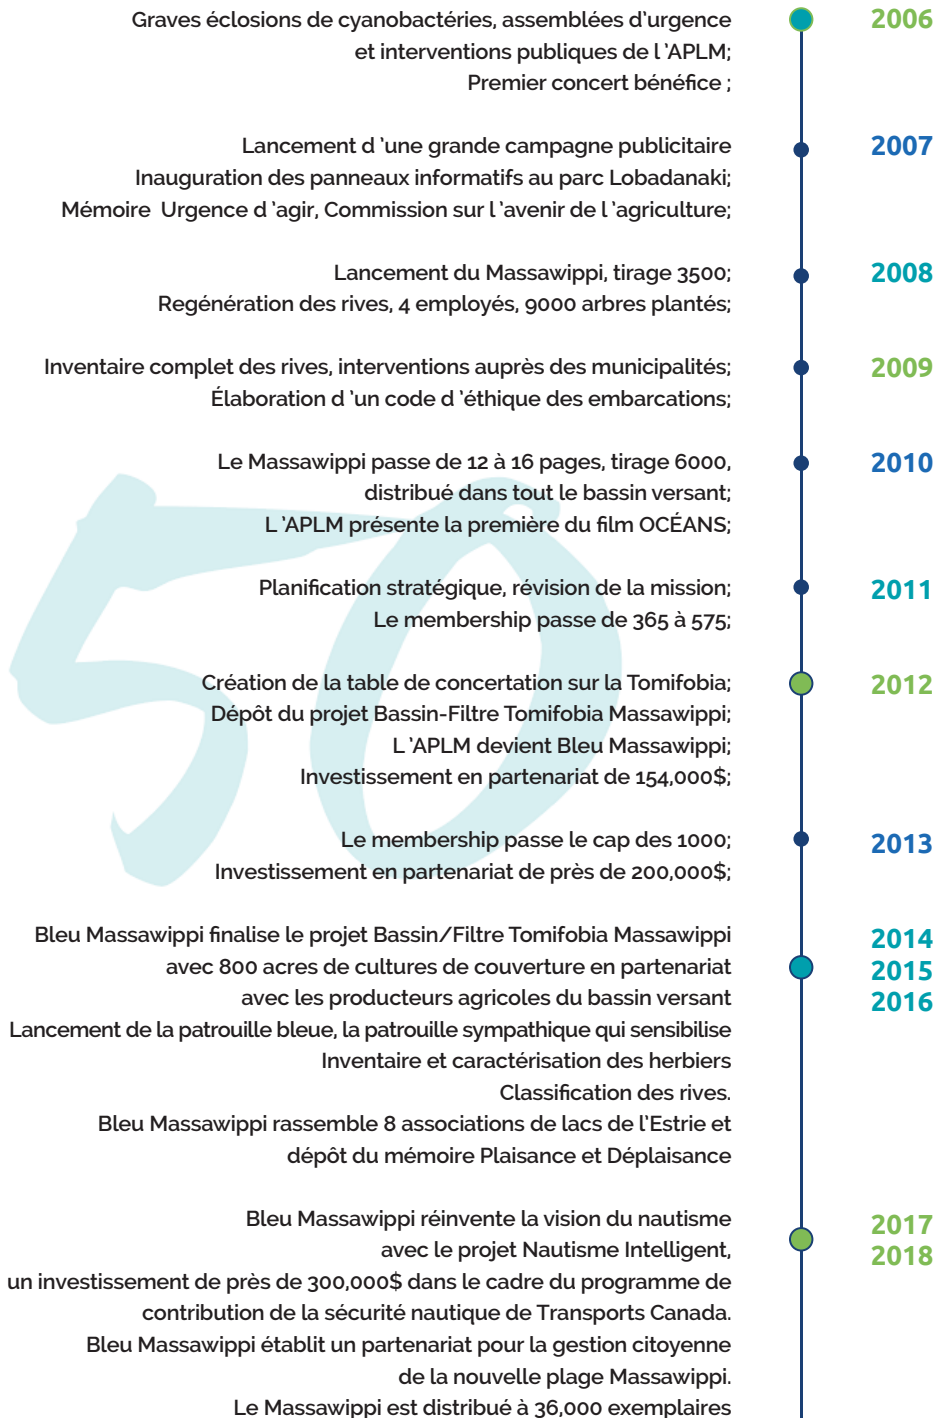 Graves éclosions de cyanobactéries, assemblées d'urgence
et interventions publiques de l 'APLM;
Premier concert bénéfice ;
2006
Lancement d 'une grande campagne publicitaire
Inauguration des panneaux informatifs au parc Lobadanaki;
Mémoire  Urgence d 'agir, Commission sur l 'avenir de l 'agriculture;
2007
Lancement du Massawippi, tirage 3500;
Regénération des rives, 4 employés, 9000 arbres plantés;
2008
Inventaire complet des rives, interventions auprès des municipalités;
Élaboration d 'un code d 'éthique des embarcations;
2009
Le Massawippi passe de 12 à 16 pages, tirage 6000,
distribué dans tout le bassin versant;
L 'APLM présente la première du film OCÉANS;
2010
50
Planification stratégique, révision de la mission;
Le membership passe de 365 à 575;
2011
Création de la table de concertation sur la Tomifobia;
Dépôt du projet Bassin-Filtre Tomifobia Massawippi;
L 'APLM devient Bleu Massawippi;
Investissement en partenariat de 154,000$;
2012
Le membership passe le cap des 1000;
Investissement en partenariat de près de 200,000$;
2013
Bleu Massawippi finalise le projet Bassin/Filtre Tomifobia Massawippi
avec 800 acres de cultures de couverture en partenariat
avec les producteurs agricoles du bassin versant
Lancement de la patrouille bleue, la patrouille sympathique qui sensibilise
Inventaire et caractérisation des herbiers
Classification des rives.
Bleu Massawippi rassemble 8 associations de lacs de l'Estrie et
dépôt du mémoire Plaisance et Déplaisance
2014
2015
2016
Bleu Massawippi réinvente la vision du nautisme
avec le projet Nautisme Intelligent,
un investissement de près de 300,000$ dans le cadre du programme de
contribution de la sécurité nautique de Transports Canada.
Bleu Massawippi établit un partenariat pour la gestion citoyenne
de la nouvelle plage Massawippi.
Le Massawippi est distribué à 36,000 exemplaires
2017
2018